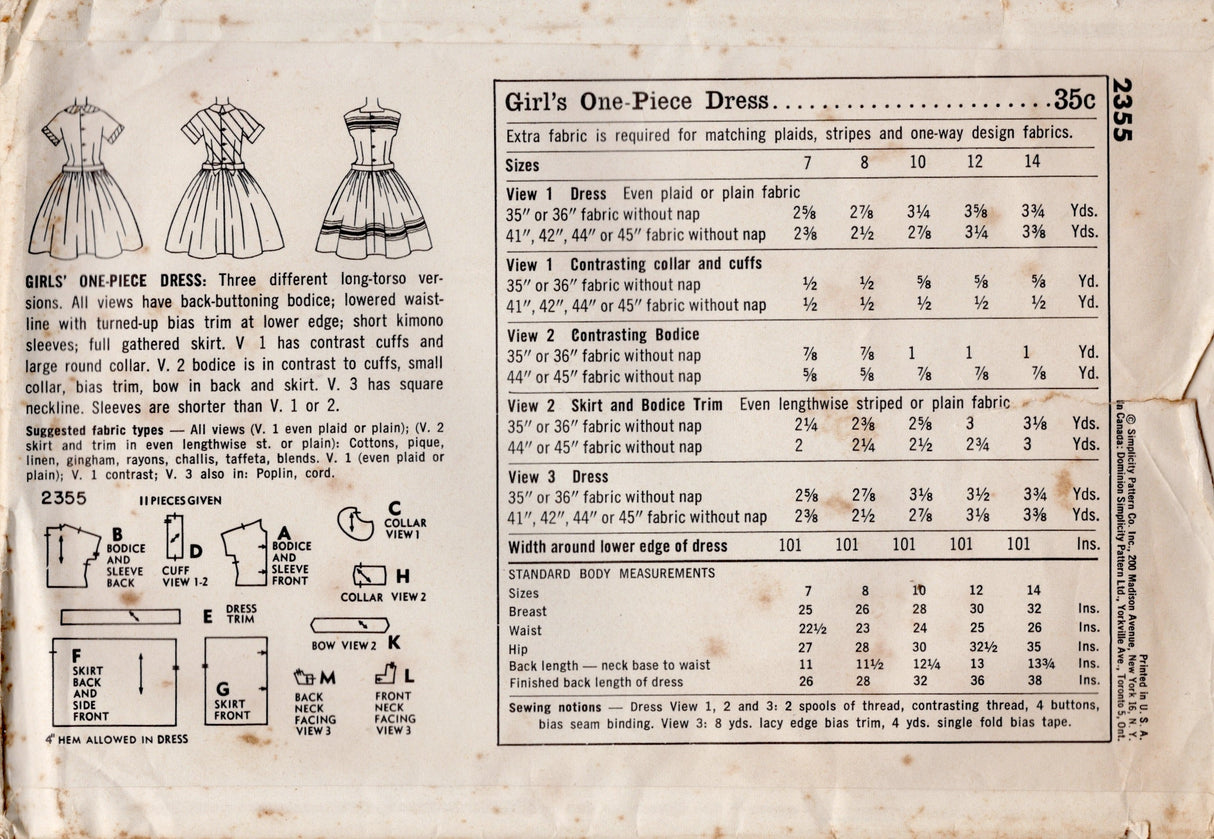 GIRLS' ONE-PIECE DRESS: Three different long-torso ver-
sions. All views have back-buttoning bodice; lowered waist-
line with turned-up bias trim at lower edge; short kimono
sleeves; full gathered skirt. V 1 has contrast cuffs and
large round collar. V. 2 bodice is in contrast to cuffs, small
collar, bias trim, bow in back and skirt. V. 3 has square
neckline. Sleeves are shorter than V. 1 or 2.
Suggested fabric types — All views (V. 1 even plaid or plain); (V. 2
skirt and trim in even lengthwise st. or plain): Cottons, pique,
linen, gingham, rayons, challis, taffeta, blends. V. 1 (even plaid or
plain); V. 1 contrast; V. 3 also in: Poplin, cord.
2355 11 PIECES GIVEN
B
BODICE
AND
SLEEVE
BACK
D
CUFF
VIEW 1-2
A
BODICE
AND
SLEEVE
FRONT
C
COLLAR
VIEW 1
H
COLLAR VIEW 2
E DRESS
TRIM
BOW VIEW 2 K
F
SKIRT
BACK
AND
SIDE
FRONT
G
SKIRT
FRONT
M
BACK
NECK
FACING
VIEW 3
L
FRONT
NECK
FACING
VIEW 3
4" HEM ALLOWED IN DRESS
Girl's One-Piece Dress.......................35c
Extra fabric is required for matching plaids, stripes and one-way design fabrics.
Sizes 7 8 10 12 14
View 1 Dress Even plaid or plain fabric
35" or 36" fabric without nap 2⅝ 2⅞ 3¼ 3⅝ 3¾ Yds.
41", 42", 44" or 45" fabric without nap 2⅜ 2½ 2⅞ 3¼ 3⅜ Yds.
View 1 Contrasting collar and cuffs
35" or 36" fabric without nap ½ ½ ⅝ ⅝ ⅝ Yd.
41", 42", 44" or 45" fabric without nap ½ ½ ½ ½ ½ Yd.
View 2 Contrasting Bodice
35" or 36" fabric without nap ⅞ ⅞ 1 1 1 Yd.
44" or 45" fabric without nap ⅝ ⅝ ⅞ ⅞ ⅞ Yd.
View 2 Skirt and Bodice Trim Even lengthwise striped or plain fabric
35" or 36" fabric without nap 2¼ 2⅜ 2⅝ 3 3⅛ Yds.
44" or 45" fabric without nap 2 2¼ 2½ 2¾ 3 Yds.
View 3 Dress
35" or 36" fabric without nap 2⅝ 2⅞ 3⅛ 3½ 3¾ Yds.
41", 42", 44" or 45" fabric without nap 2⅜ 2½ 2⅞ 3⅛ 3⅜ Yds.
Width around lower edge of dress 101 101 101 101 101 Ins.
STANDARD BODY MEASUREMENTS
Sizes 7 8 10 12 14
Breast 25 26 28 30 32 Ins.
Waist 22½ 23 24 25 26 Ins.
Hip 27 28 30 32½ 35 Ins.
Back length — neck base to waist 11 11½ 12¼ 13 13¾ Ins.
Finished back length of dress 26 28 32 36 38 Ins.
Sewing notions — Dress View 1, 2 and 3: 2 spools of thread, contrasting thread, 4 buttons,
bias seam binding. View 3: 8 yds. lacy edge bias trim, 4 yds. single fold bias tape.
2355
Printed in U. S. A.
© Simplicity Pattern Co. Inc., 200 Madison Avenue, New York 16, N. Y.
In Canada: Dominion Simplicity Pattern Ltd., Yorkville Ave., Toronto 5, Ont.